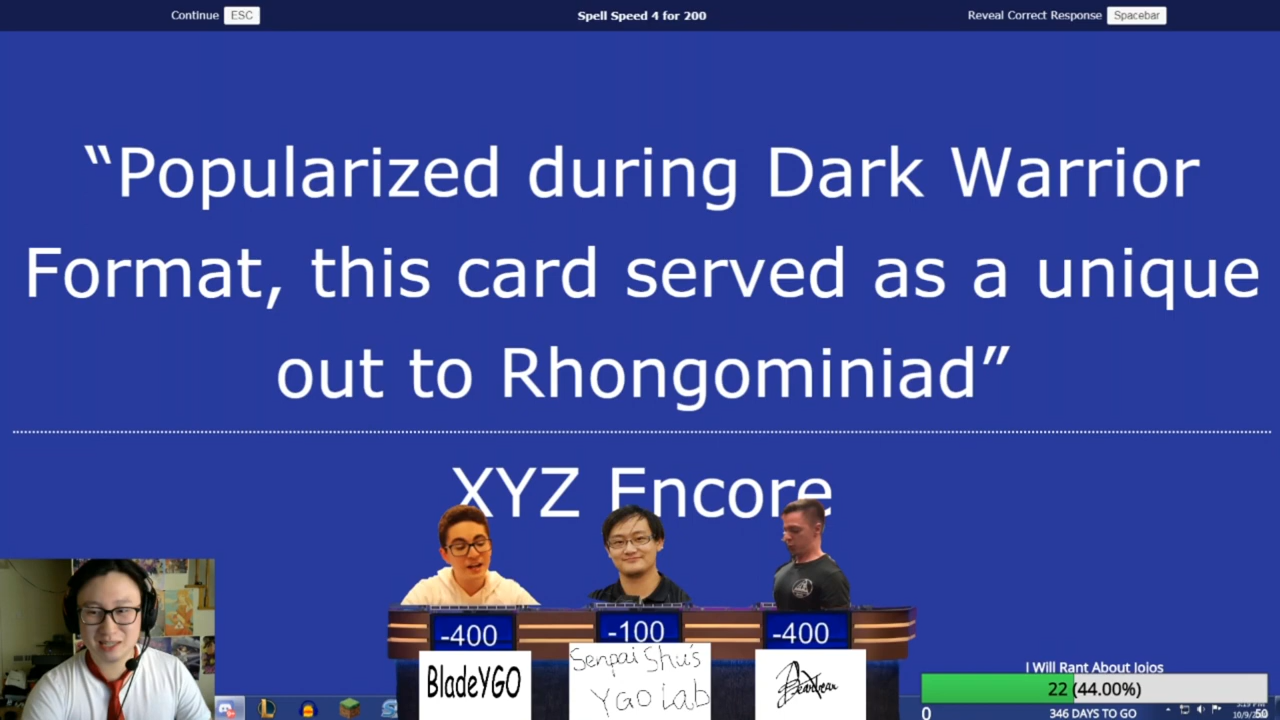 Continue ESC
Spell Speed 4 for 200
Reveal Correct Response Spacebar
“Popularized during Dark Warrior
Format, this card served as a unique
out to Rhongominiad”
XYZ Encore
-400
-100
-400
BladeYGO
Senpai Shu's
YGO Lab
I Will Rant About Jojos
22 (44.00%)
0
346 DAYS TO GO
50